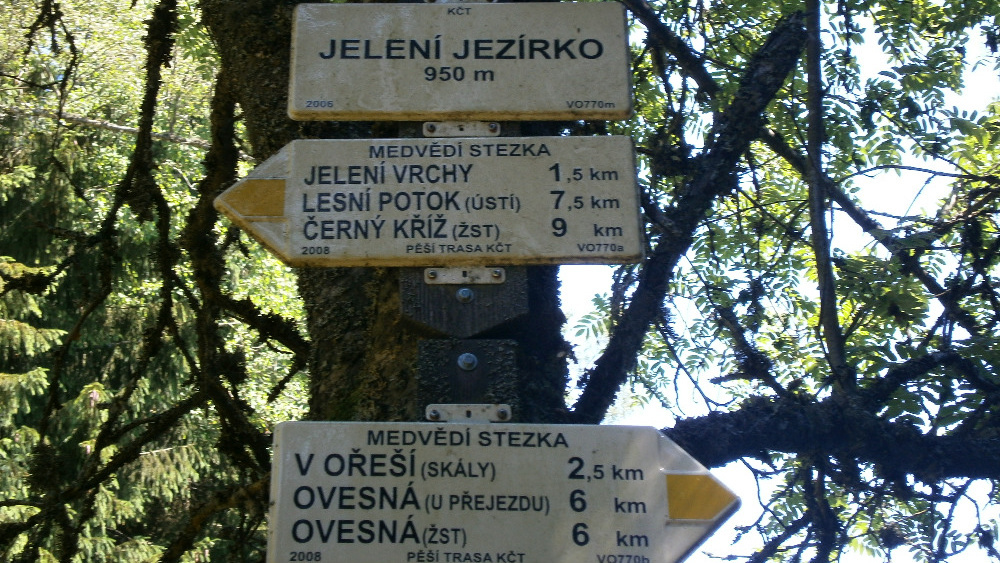 KČT
JELENÍ JEZÍRKO
950 m
2006 VO770m
MEDVĚDÍ STEZKA
JELENÍ VRCHY 1,5 km
LESNÍ POTOK (ÚSTÍ) 7,5 km
ČERNÝ KŘÍŽ (ŽST) 9 km
2008 PĚŠÍ TRASA KČT VO770a
MEDVĚDÍ STEZKA
V OŘEŠÍ (SKÁLY) 2,5 km
OVESNÁ (U PŘEJEZDU) 6 km
OVESNÁ (ŽST) 6 km
2008 PĚŠÍ TRASA KČT VO770b